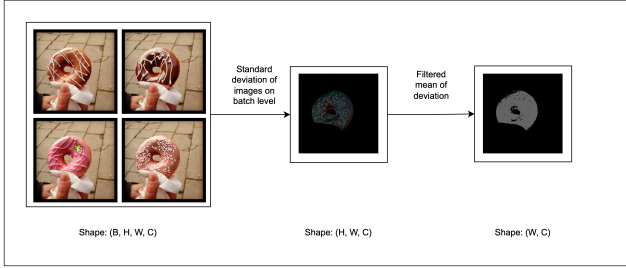 Standard
deviation of
images on
batch level
Filtered
mean of
deviation
Shape: (B, H, W, C)
Shape: (H, W, C)
Shape: (W, C)